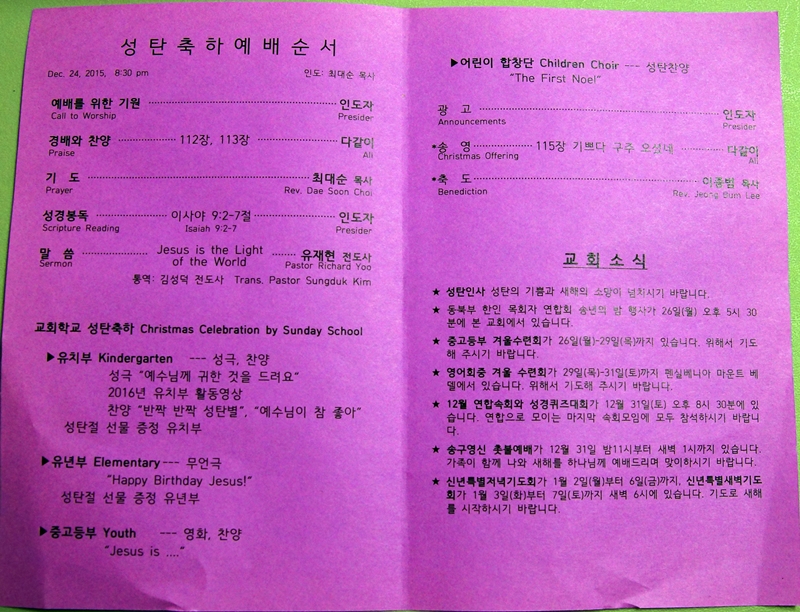 성탄축하예배순서
Dec. 24, 2015, 8:30 pm 인도: 최대순 목사
예배를 위한 기원 인도자
Call to Worship Presider
경배와 찬양 112장, 113장 다같이
Praise All
기 도 최대순 목사
Prayer Rev. Dae Soon Choi
성경봉독 이사야 9:2-7절 인도자
Scripture Reading Isaiah 9:2-7 Presider
말 씀 Jesus is the Light of the World 유재현 전도사
Sermon Pastor Richard Yoo
통역: 김성덕 전도사 Trans. Pastor Sungduk Kim
교회학교 성탄축하 Christmas Celebration by Sunday School
▶유치부 Kindergarten --- 성극, 찬양
성극 “예수님께 귀한 것을 드려요”
2016년 유치부 활동영상
찬양 “반짝 반짝 성탄별”, “예수님이 참 좋아”
성탄절 선물 증정 유치부
▶유년부 Elementary--- 무언극
“Happy Birthday Jesus!”
성탄절 선물 증정 유년부
▶중고등부 Youth --- 영화, 찬양
“Jesus is ....”
▶어린이 합창단 Children Choir --- 성탄찬양
“The First Noel”
광 고 인도자
Announcements Presider
*송 영 115장 기쁘다 구주 오셨네 다같이
Christmas Offering All
*축 도 이종범 목사
Benediction Rev. Jeong Bum Lee
교회소식
★ 성탄인사 성탄의 기쁨과 새해의 소망이 넘치시기 바랍니다.
★ 동북부 한인 목회자 연합회 송년의 밤 행사가 26일(월) 오후 5시 30
분에 본 교회에서 있습니다.
★ 중고등부 겨울수련회가 26일(월)-29일(목)까지 있습니다. 위해서 기도
해 주시기 바랍니다.
★ 영어회중 겨울 수련회가 29일(목)-31일(토)까지 펜실베니아 마운트 베
델에서 있습니다. 위해서 기도해 주시기 바랍니다.
★ 12월 연합속회와 성경퀴즈대회가 12월 31일(토) 오후 8시 30분에 있
습니다. 연합으로 모이는 마지막 속회모임에 모두 참석하시기 바랍니
다.
★ 송구영신 촛불예배가 12월 31일 밤11시부터 새벽 1시까지 있습니다.
가족이 함께 나와 새해를 하나님께 예배드리며 맞이하시기 바랍니다.
★ 신년특별저녁기도회가 1월 2일(월)부터 6일(금)까지, 신년특별새벽기도
회가 1월 3일(화)부터 7일(토)까지 새벽 6시에 있습니다. 기도로 새해
를 시작하시기 바랍니다.